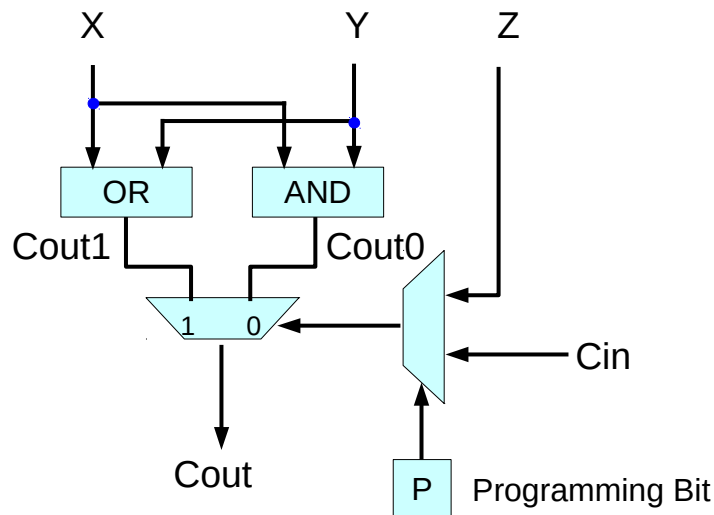 X
Y
Z
OR
AND
Cout1
Cout0
1
0
Cin
Cout
P
Programming Bit